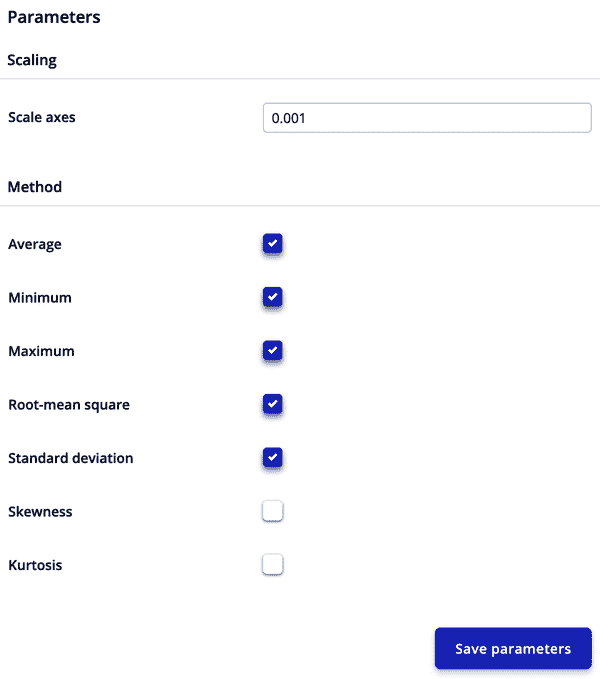 Parameters
Scaling
Scale axes 0.001
Method
Average
Minimum
Maximum
Root-mean square
Standard deviation
Skewness
Kurtosis
Save parameters